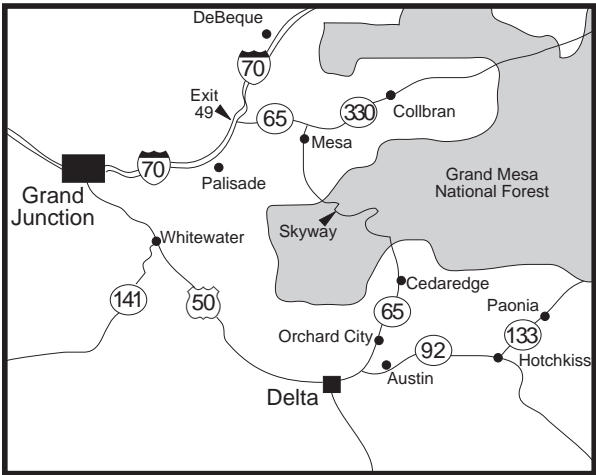 DeBeque
70
Exit
49
65
330
Collbran
Mesa
70
Palisade
Grand
Junction
Grand Mesa
National Forest
Skyway
Whitewater
141
50
Cedaredge
65
Paonia
133
Orchard City
92
Hotchkiss
Austin
Delta